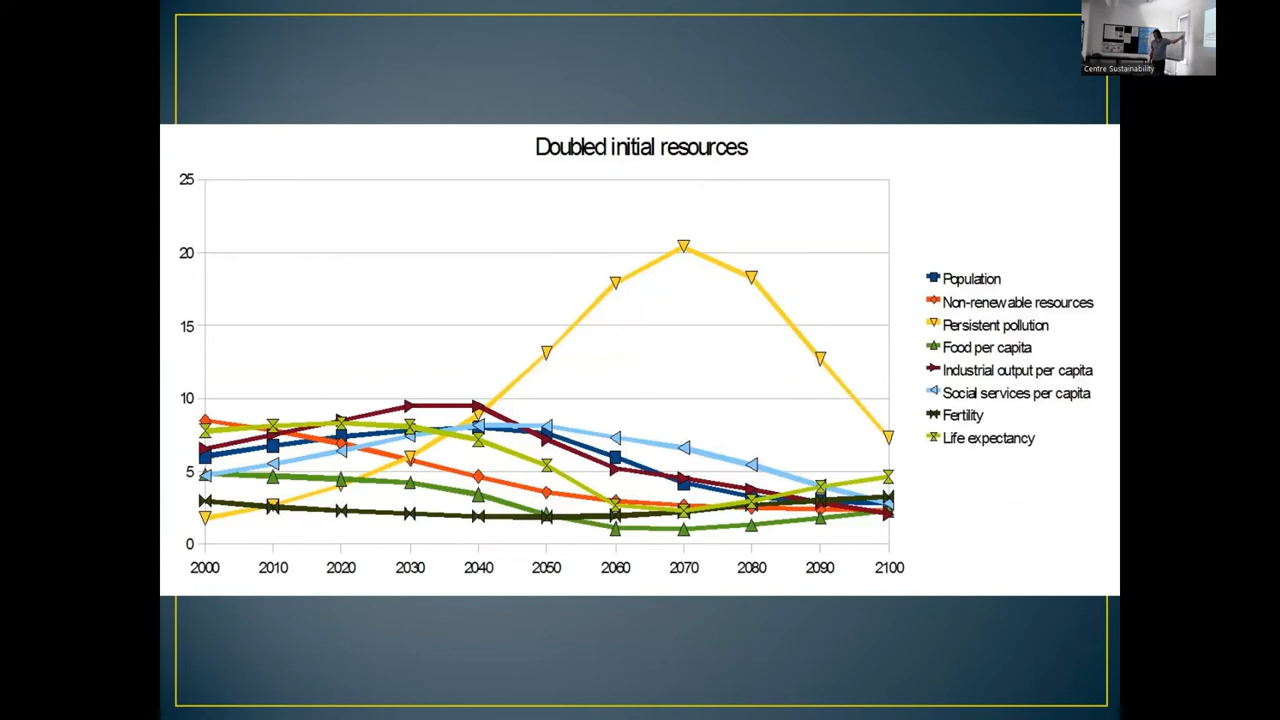 Centre Sustainability
Doubled initial resources
25
20
15
10
5
0
2000 2010 2020 2030 2040 2050 2060 2070 2080 2090 2100
Population
Non-renewable resources
Persistent pollution
Food per capita
Industrial output per capita
Social services per capita
Fertility
Life expectancy